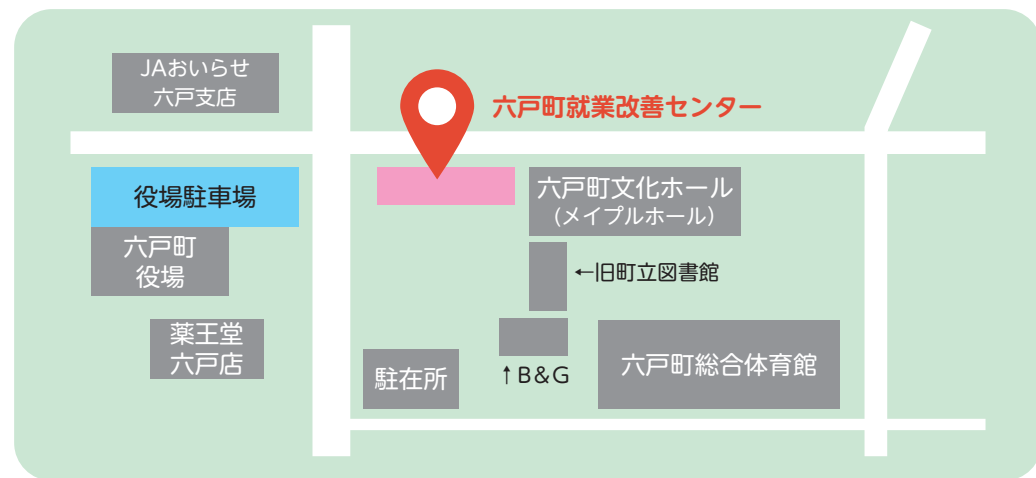 JAおいらせ
六戸支店
六戸町就業改善センター
役場駐車場
六戸町文化ホール
(メイプルホール)
六戸町
役場
←旧町立図書館
薬王堂
六戸店
駐在所
↑B&G
六戸町総合体育館